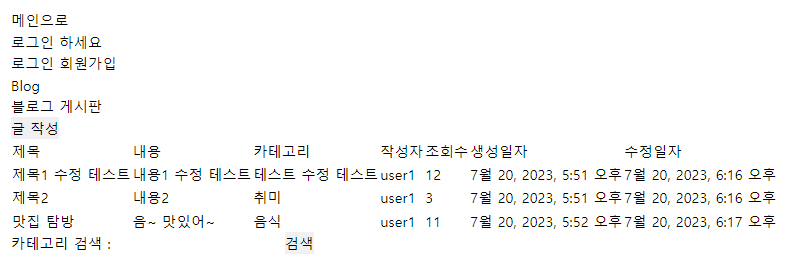 메인으로
로그인 하세요
로그인 회원가입
Blog
블로그 게시판
글 작성
제목 내용 카테고리 작성자 조회수 생성일자 수정일자
제목1 수정 테스트 내용1 수정 테스트 테스트 수정 테스트 user1 12 7월 20, 2023, 5:51 오후 7월 20, 2023, 6:16 오후
제목2 내용2 취미 user1 3 7월 20, 2023, 5:51 오후 7월 20, 2023, 6:16 오후
맛집 탐방 음~ 맛있어~ 음식 user1 11 7월 20, 2023, 5:52 오후 7월 20, 2023, 6:17 오후
카테고리 검색 : 검색